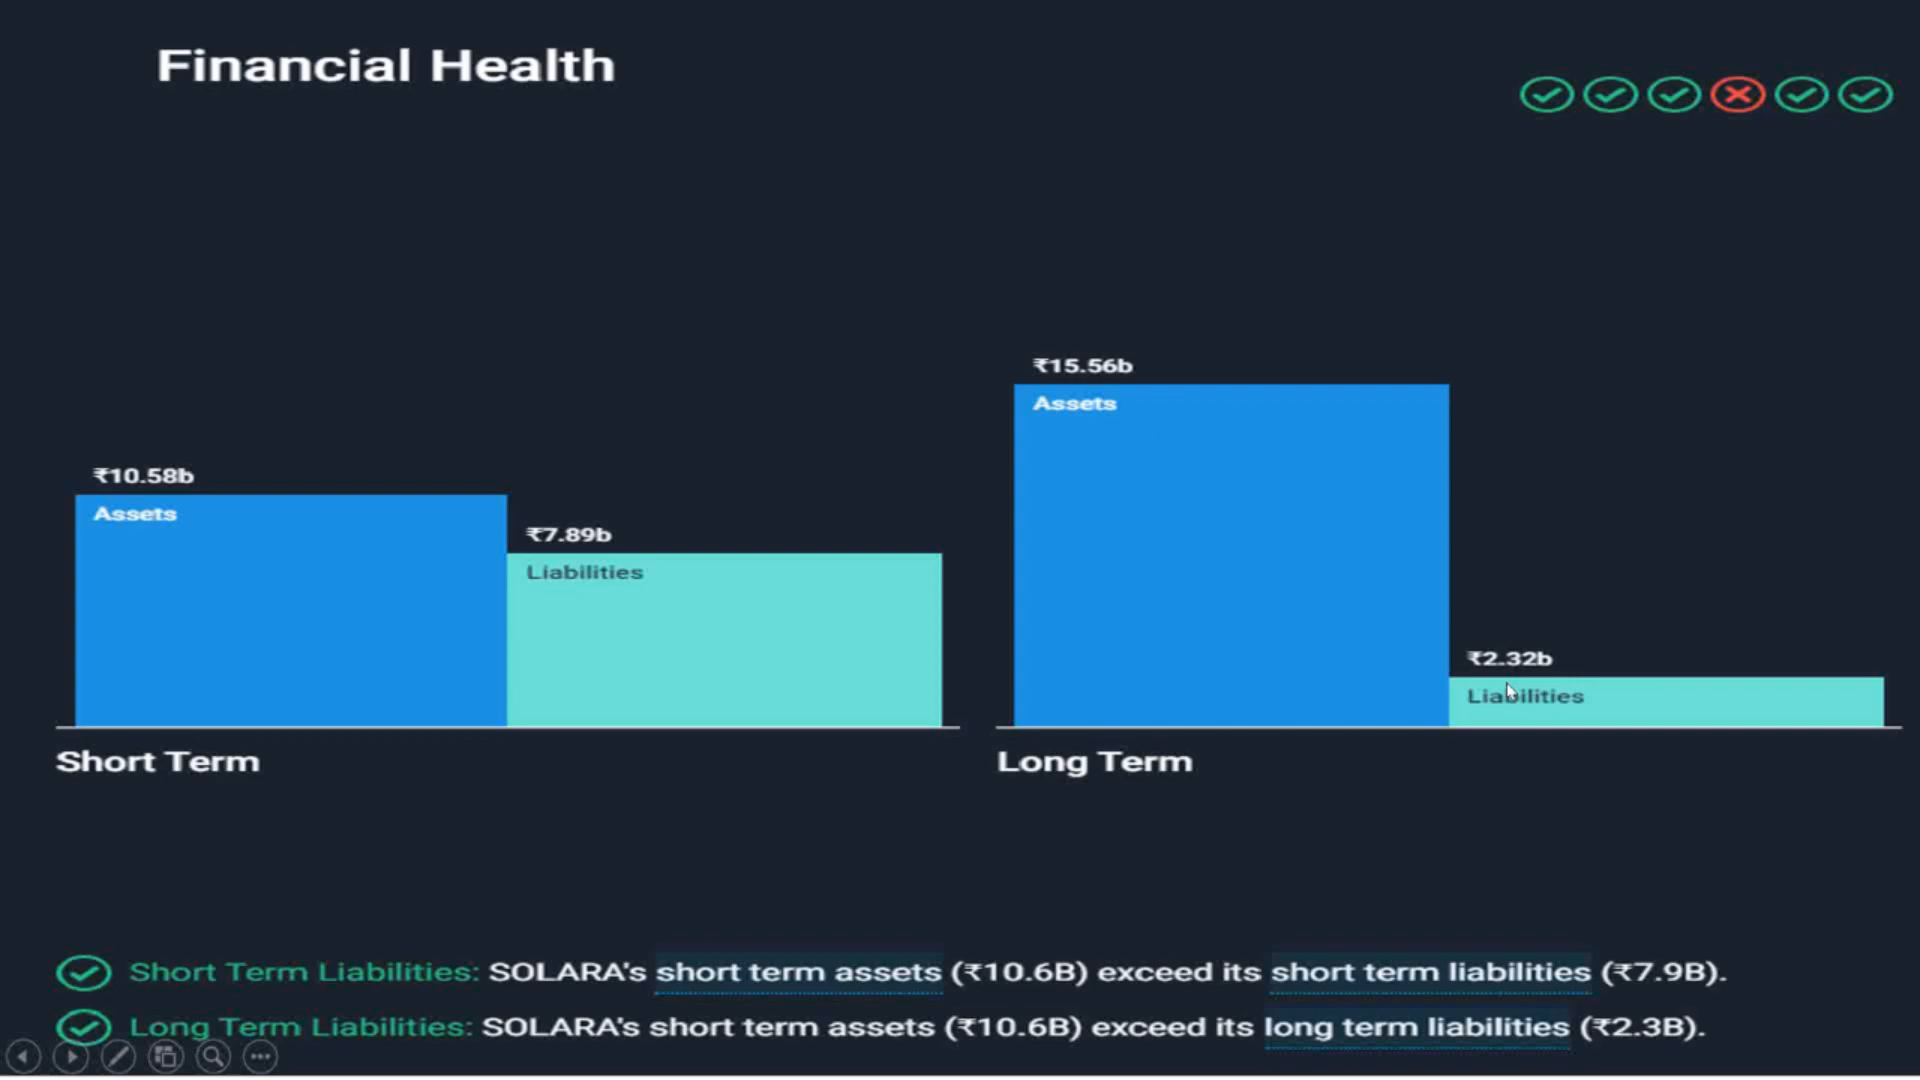 Financial Health
₹10.58b
Assets
₹7.89b
Liabilities
Short Term
₹15.56b
Assets
₹2.32b
Liabilities
Long Term
Short Term Liabilities: SOLARA's short term assets (₹10.6B) exceed its short term liabilities (₹7.9B).
Long Term Liabilities: SOLARA's short term assets (₹10.6B) exceed its long term liabilities (₹2.3B).